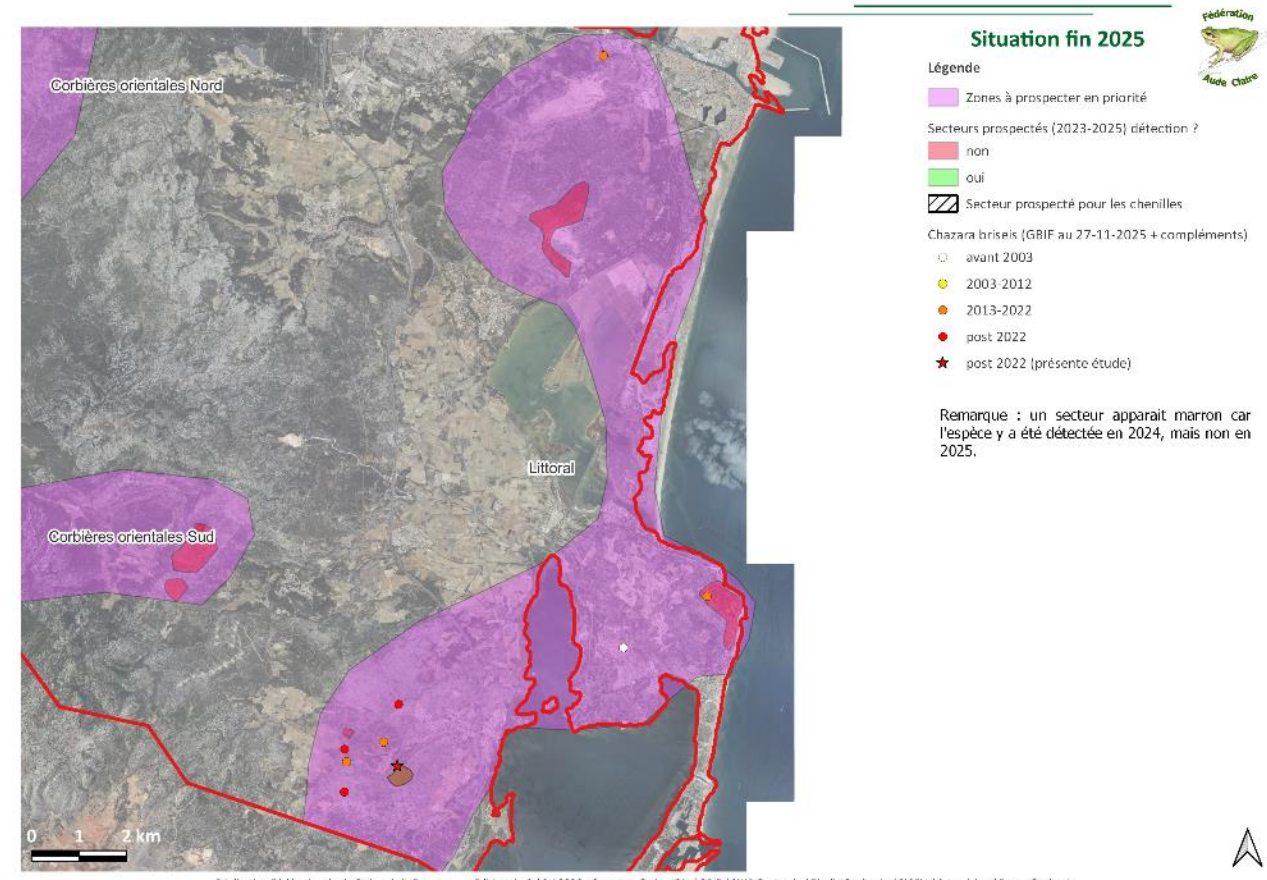 Situation fin 2025
Fédération
Aude Claire
Légende
Zones à prospecter en priorité
Secteurs prospectés (2023-2025) détection ?
non
oui
Secteur prospecté pour les chenilles
Chazara briseis (GBIF au 27-11-2025 + compléments)
avant 2003
2003-2012
2013-2022
post 2022
post 2022 (présente étude)
Remarque : un secteur apparait marron car
l'espèce y a été détectée en 2024, mais non en
2025.
Corbières orientales Nord
Littoral
Corbières orientales Sud
0 1 2 km